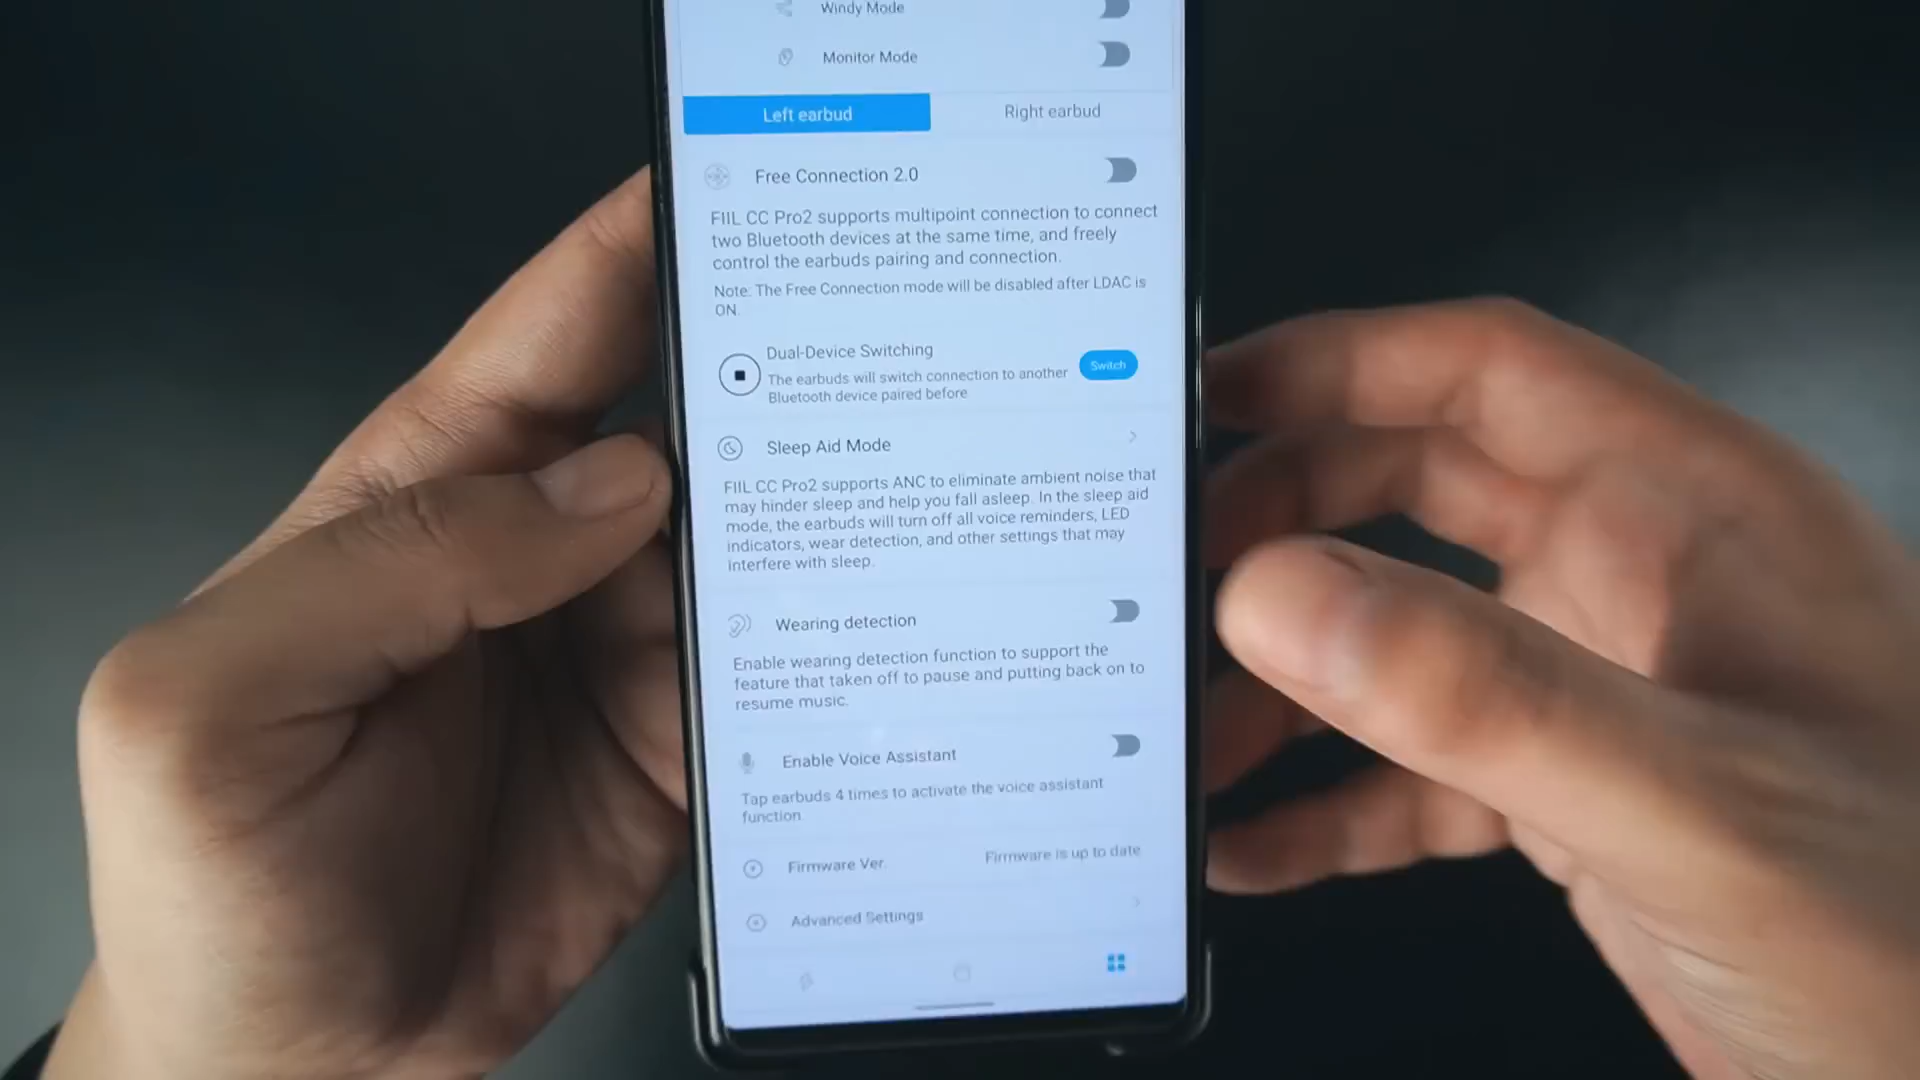 Windy Mode
Monitor Mode
Left earbud
Right earbud
Free Connection 2.0
FIIL CC Pro2 supports multipoint connection to connect
two Bluetooth devices at the same time, and freely
control the earbuds pairing and connection.
Note: The Free Connection mode will be disabled after LDAC is
ON.
Dual-Device Switching
The earbuds will switch connection to another
Bluetooth device paired before
Switch
Sleep Aid Mode
FIIL CC Pro2 supports ANC to eliminate ambient noise that
may hinder sleep and help you fall asleep. In the sleep aid
mode, the earbuds will turn off all voice reminders, LED
indicators, wear detection, and other settings that may
interfere with sleep.
Wearing detection
Enable wearing detection function to support the
feature that taken off to pause and putting back on to
resume music.
Enable Voice Assistant
Tap earbuds 4 times to activate the voice assistant
function
Firmware Ver.
Firmware is up to date
Advanced Settings